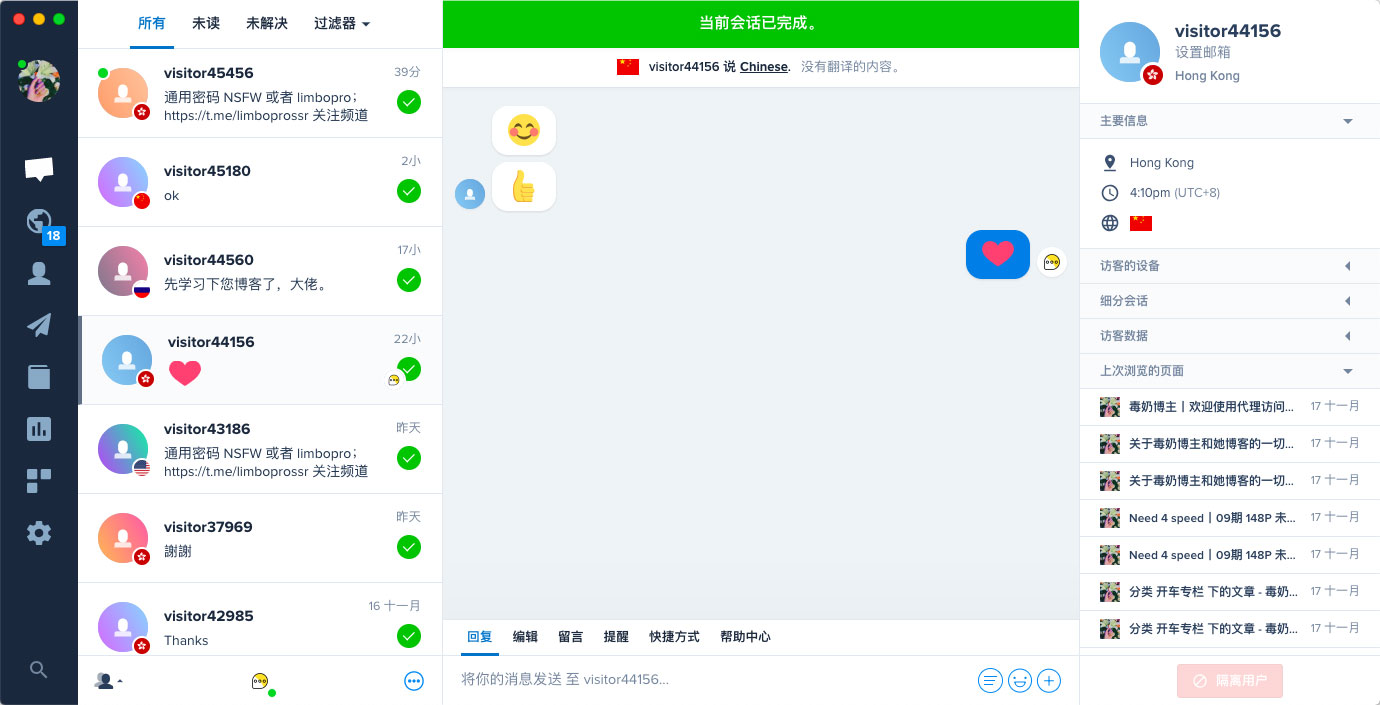 所有 未读 未解决 过滤器
18
visitor45456 39分
通用密码 NSFW 或者 limbopro；
https://t.me/limboprossr 关注频道
visitor45180 2小
ok
visitor44560 17小
先学习下您博客了，大佬。
visitor44156 22小
visitor43186 昨天
通用密码 NSFW 或者 limbopro；
https://t.me/limboprossr 关注频道
visitor37969 昨天
謝謝
visitor42985 16 十一月
Thanks
当前会话已完成。
visitor44156 说 Chinese. 没有翻译的内容。
回复 编辑 留言 提醒 快捷方式 帮助中心
将你的消息发送 至 visitor44156...
visitor44156
设置邮箱
Hong Kong
主要信息
Hong Kong
4:10pm (UTC+8)
访客的设备
细分会话
访客数据
上次浏览的页面
毒奶博主丨欢迎使用代理访问... 17 十一月
关于毒奶博主和她博客的一切... 17 十一月
关于毒奶博主和她博客的一切... 17 十一月
Need 4 speed丨09期 148P 未... 17 十一月
Need 4 speed丨09期 148P 未... 17 十一月
分类 开车专栏 下的文章 - 毒奶... 17 十一月
分类 开车专栏 下的文章 - 毒奶... 17 十一月
隔离用户